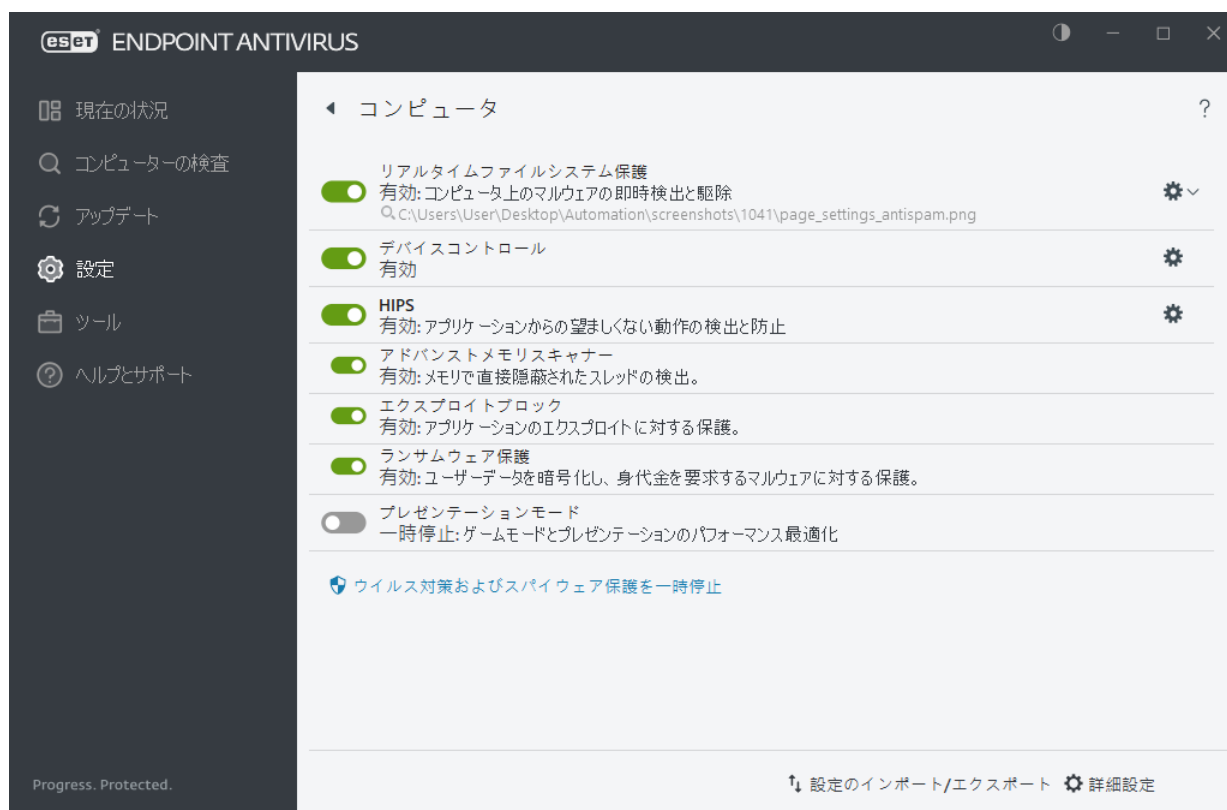 eset ENDPOINT ANTIVIRUS
現在の状況
コンピューターの検査
アップデート
設定
ツール
ヘルプとサポート
Progress. Protected.
コンピュータ
?
リアルタイムファイルシステム保護
有効: コンピュータ上のマルウェアの即時検出と駆除
C:\Users\User\Desktop\Automation\screenshots\1041\page_settings_antispam.png
デバイスコントロール
有効
HIPS
有効: アプリケーションからの望ましくない動作の検出と防止
アドバンストメモリスキャナー
有効: メモリで直接隠蔽されたスレッドの検出。
エクスプロイトブロック
有効: アプリケーションのエクスプロイトに対する保護。
ランサムウェア保護
有効: ユーザーデータを暗号化し、身代金を要求するマルウェアに対する保護。
プレゼンテーションモード
一時停止: ゲームモードとプレゼンテーションのパフォーマンス最適化
ウイルス対策およびスパイウェア保護を一時停止
設定のインポート/エクスポート 詳細設定